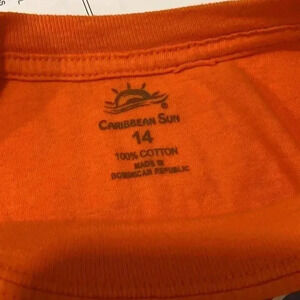 CARIBBEAN SUN®
14
100% COTTON
MADE IN
DOMINICAN REPUBLIC